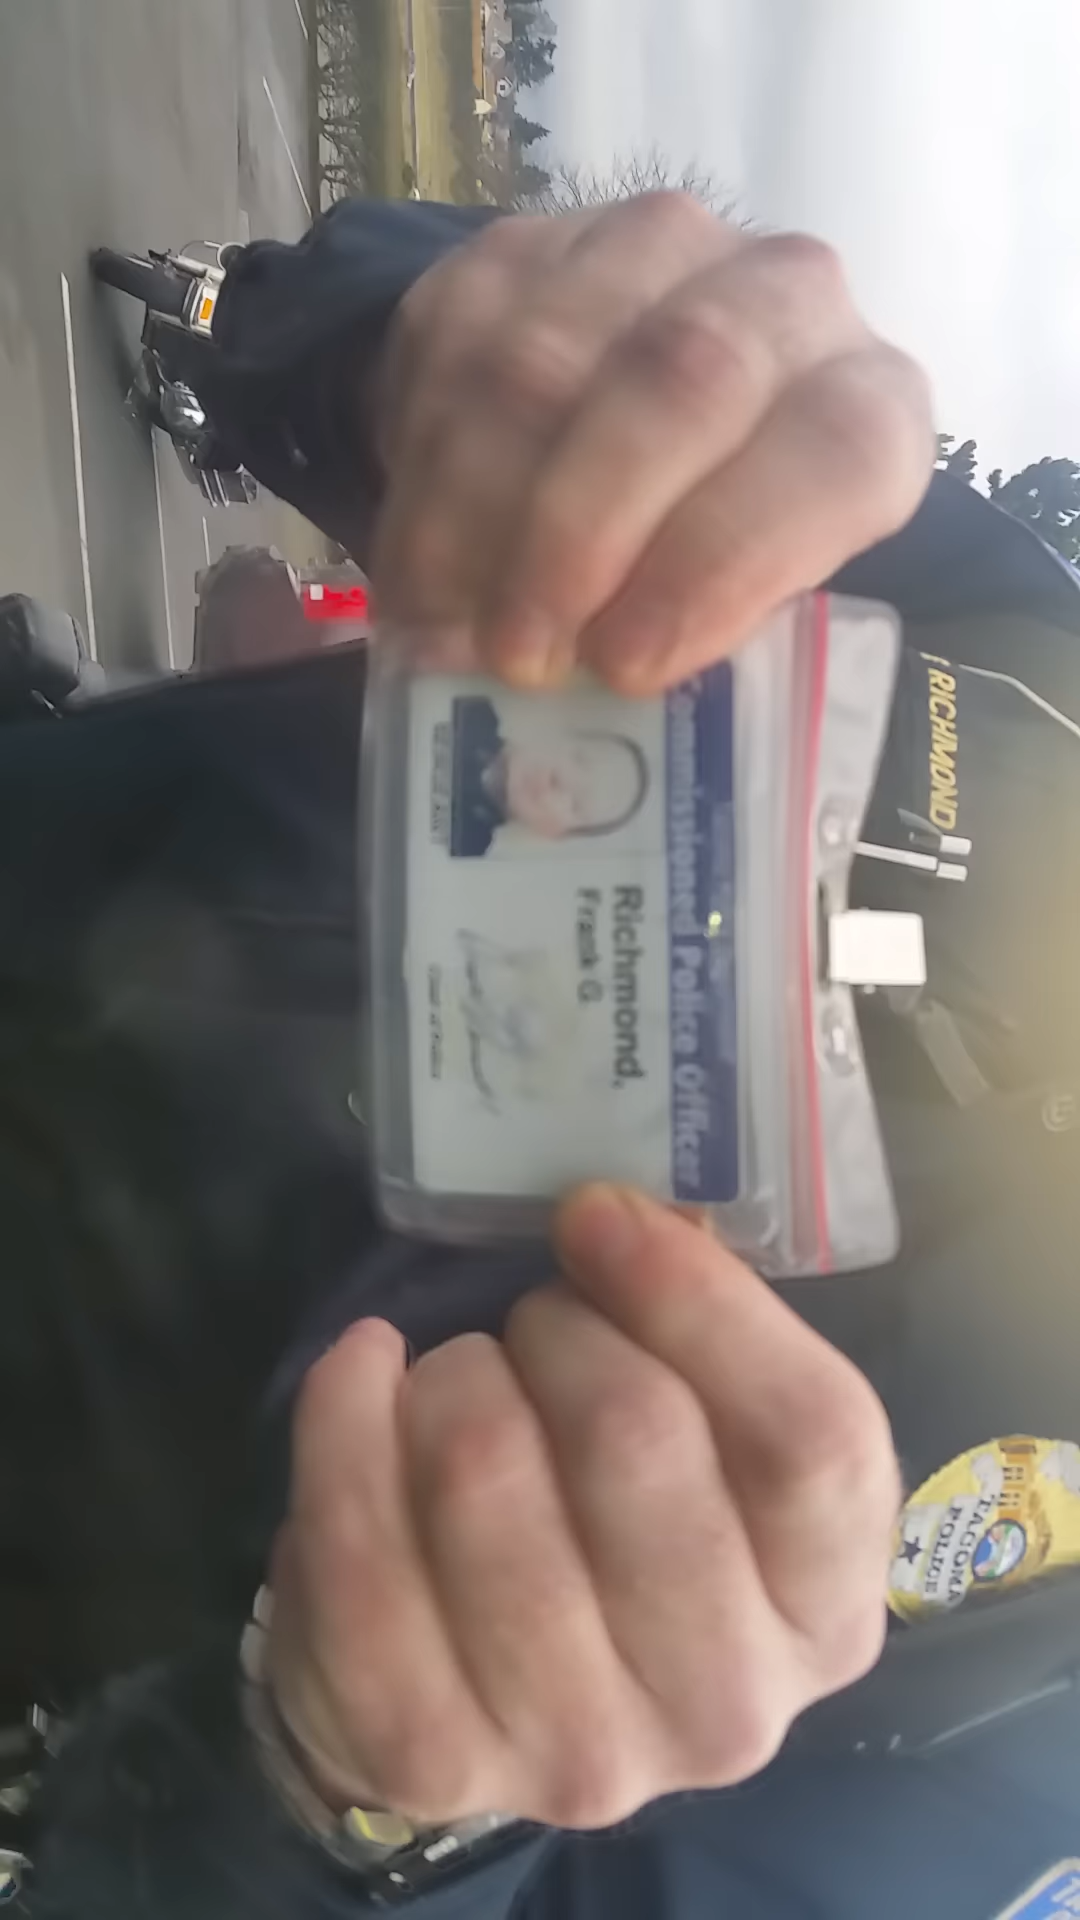 Commissioned Police Officer
Richmond,
Frank G.
F RICHMOND
TACOMA
POLICE